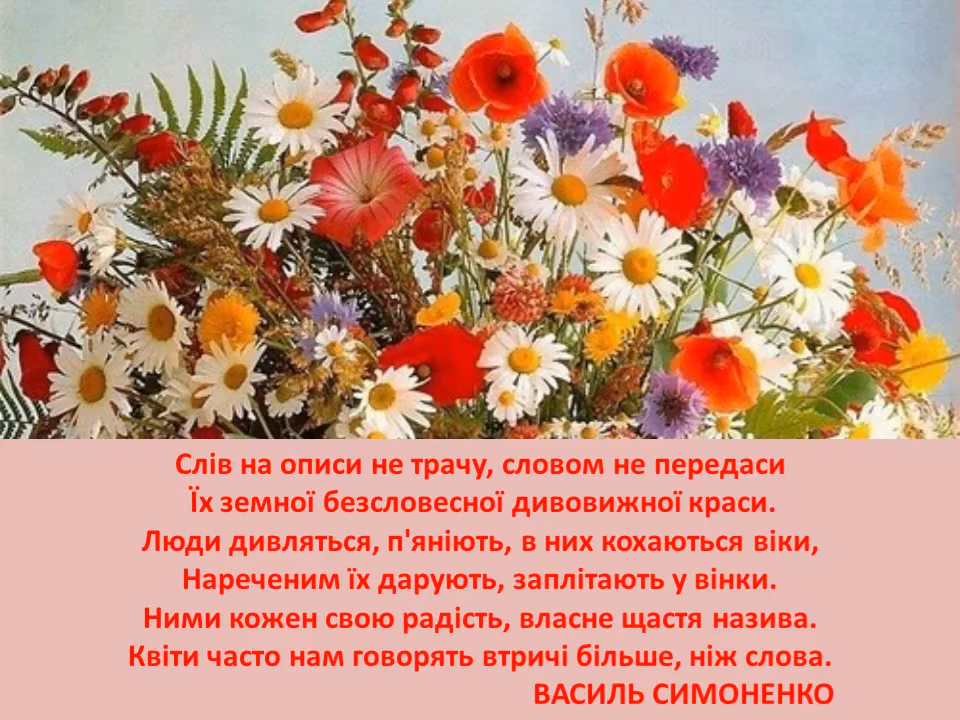 Слів на описи не трачу, словом не передаси
Їх земної безсловесної дивовижної краси.
Люди дивляться, п'яніють, в них кохаються віки,
Нареченим їх дарують, заплітають у вінки.
Ними кожен свою радість, власне щастя назива.
Квіти часто нам говорять втричі більше, ніж слова.
ВАСИЛЬ СИМОНЕНКО